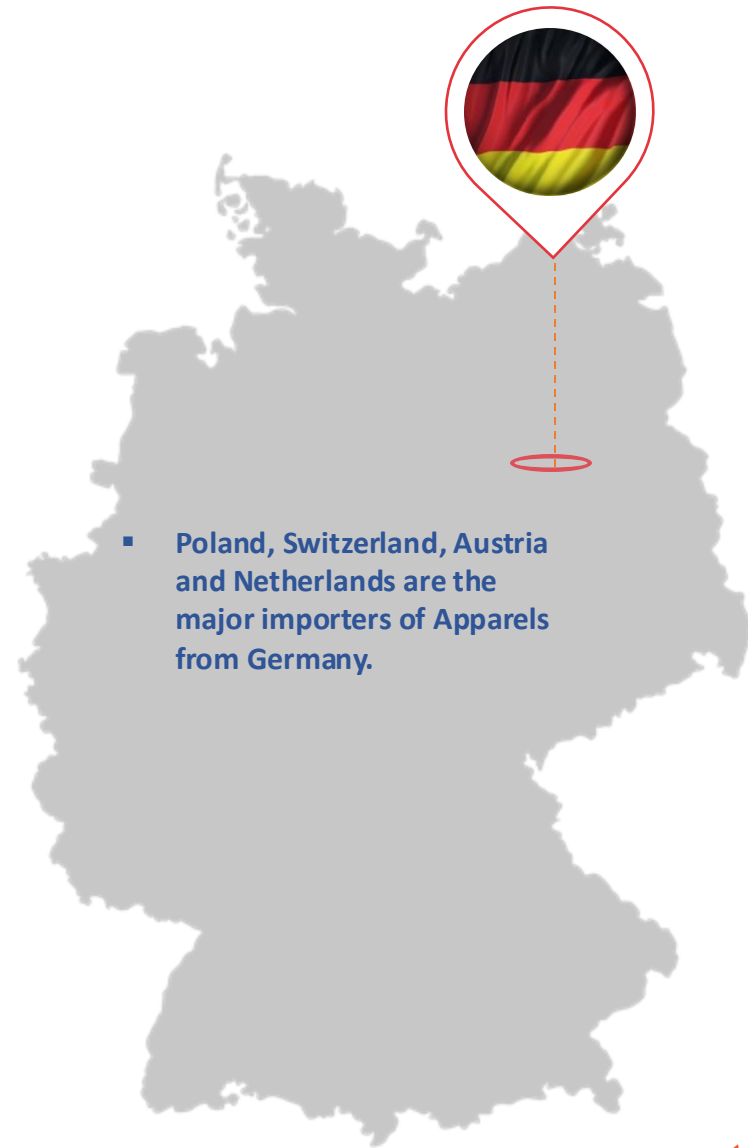 ▪ Poland, Switzerland, Austria
and Netherlands are the
major importers of Apparels
from Germany.